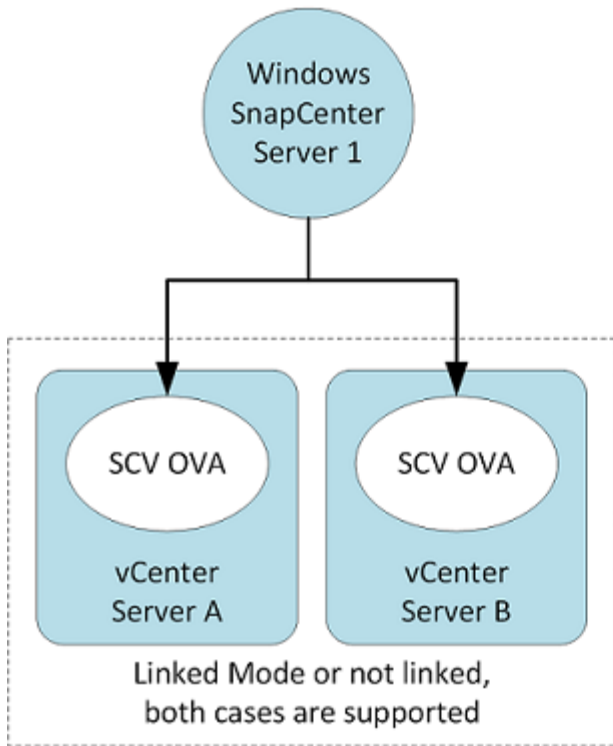 Windows
SnapCenter
Server 1
SCV OVA
SCV OVA
vCenter
Server A
vCenter
Server B
Linked Mode or not linked,
both cases are supported